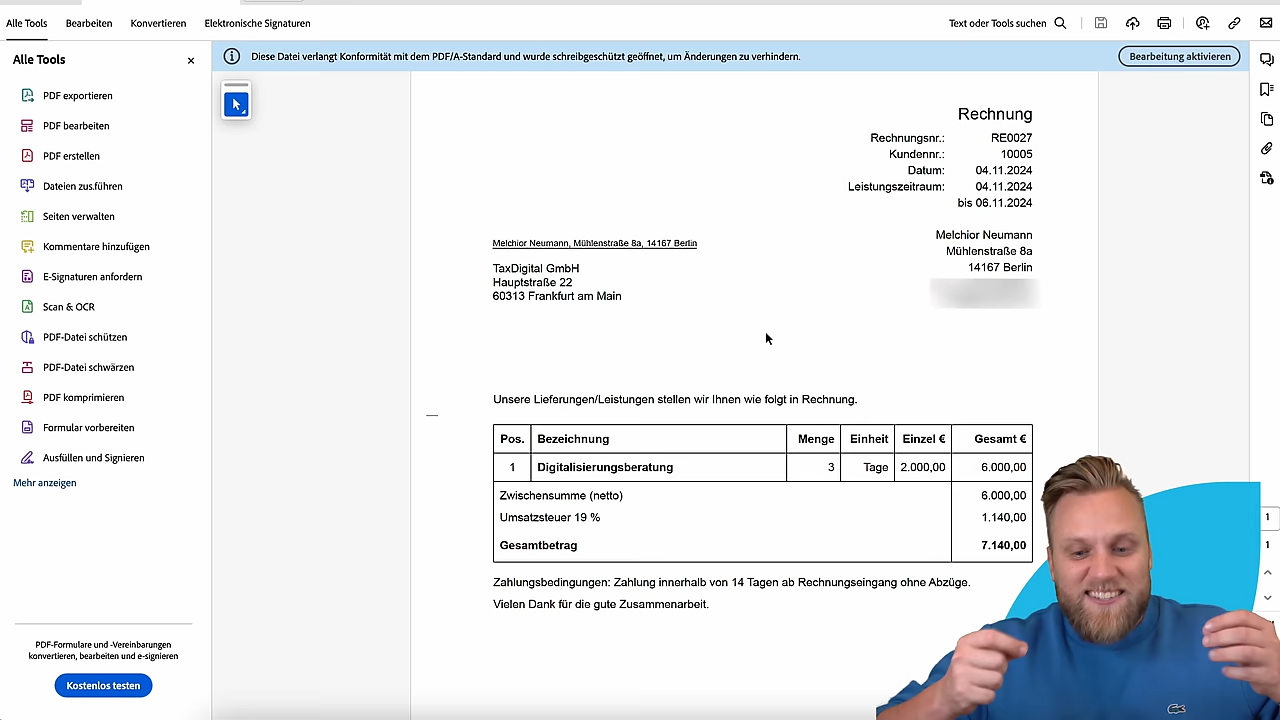 Alle Tools Bearbeiten Konvertieren Elektronische Signaturen Text oder Tools suchen
Alle Tools
Diese Datei verlangt Konformität mit dem PDF/A-Standard und wurde schreibgeschützt geöffnet, um Änderungen zu verhindern. Bearbeitung aktivieren
PDF exportieren
PDF bearbeiten
PDF erstellen
Dateien zus.führen
Seiten verwalten
Kommentare hinzufügen
E-Signaturen anfordern
Scan & OCR
PDF-Datei schützen
PDF-Datei schwärzen
PDF komprimieren
Formular vorbereiten
Ausfüllen und Signieren
Mehr anzeigen
PDF-Formulare und -Vereinbarungen
konvertieren, bearbeiten und e-signieren
Kostenlos testen
Rechnung
Rechnungsnr.: RE0027
Kundennr.: 10005
Datum: 04.11.2024
Leistungszeitraum: 04.11.2024
bis 06.11.2024
Melchior Neumann
Mühlenstraße 8a
14167 Berlin
Melchior Neumann, Mühlenstraße 8a, 14167 Berlin
TaxDigital GmbH
Hauptstraße 22
60313 Frankfurt am Main
Unsere Lieferungen/Leistungen stellen wir Ihnen wie folgt in Rechnung.
Pos. Bezeichnung Menge Einheit Einzel € Gesamt €
1 Digitalisierungsberatung 3 Tage 2.000,00 6.000,00
Zwischensumme (netto) 6.000,00
Umsatzsteuer 19 % 1.140,00
Gesamtbetrag 7.140,00
Zahlungsbedingungen: Zahlung innerhalb von 14 Tagen ab Rechnungseingang ohne Abzüge.
Vielen Dank für die gute Zusammenarbeit.
1
1